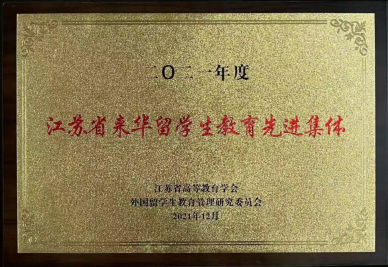 二〇二一年度
江苏省来华留学生教育先进集体
江苏省高等教育学会
外国留学生教育管理研究委员会
2021年12月